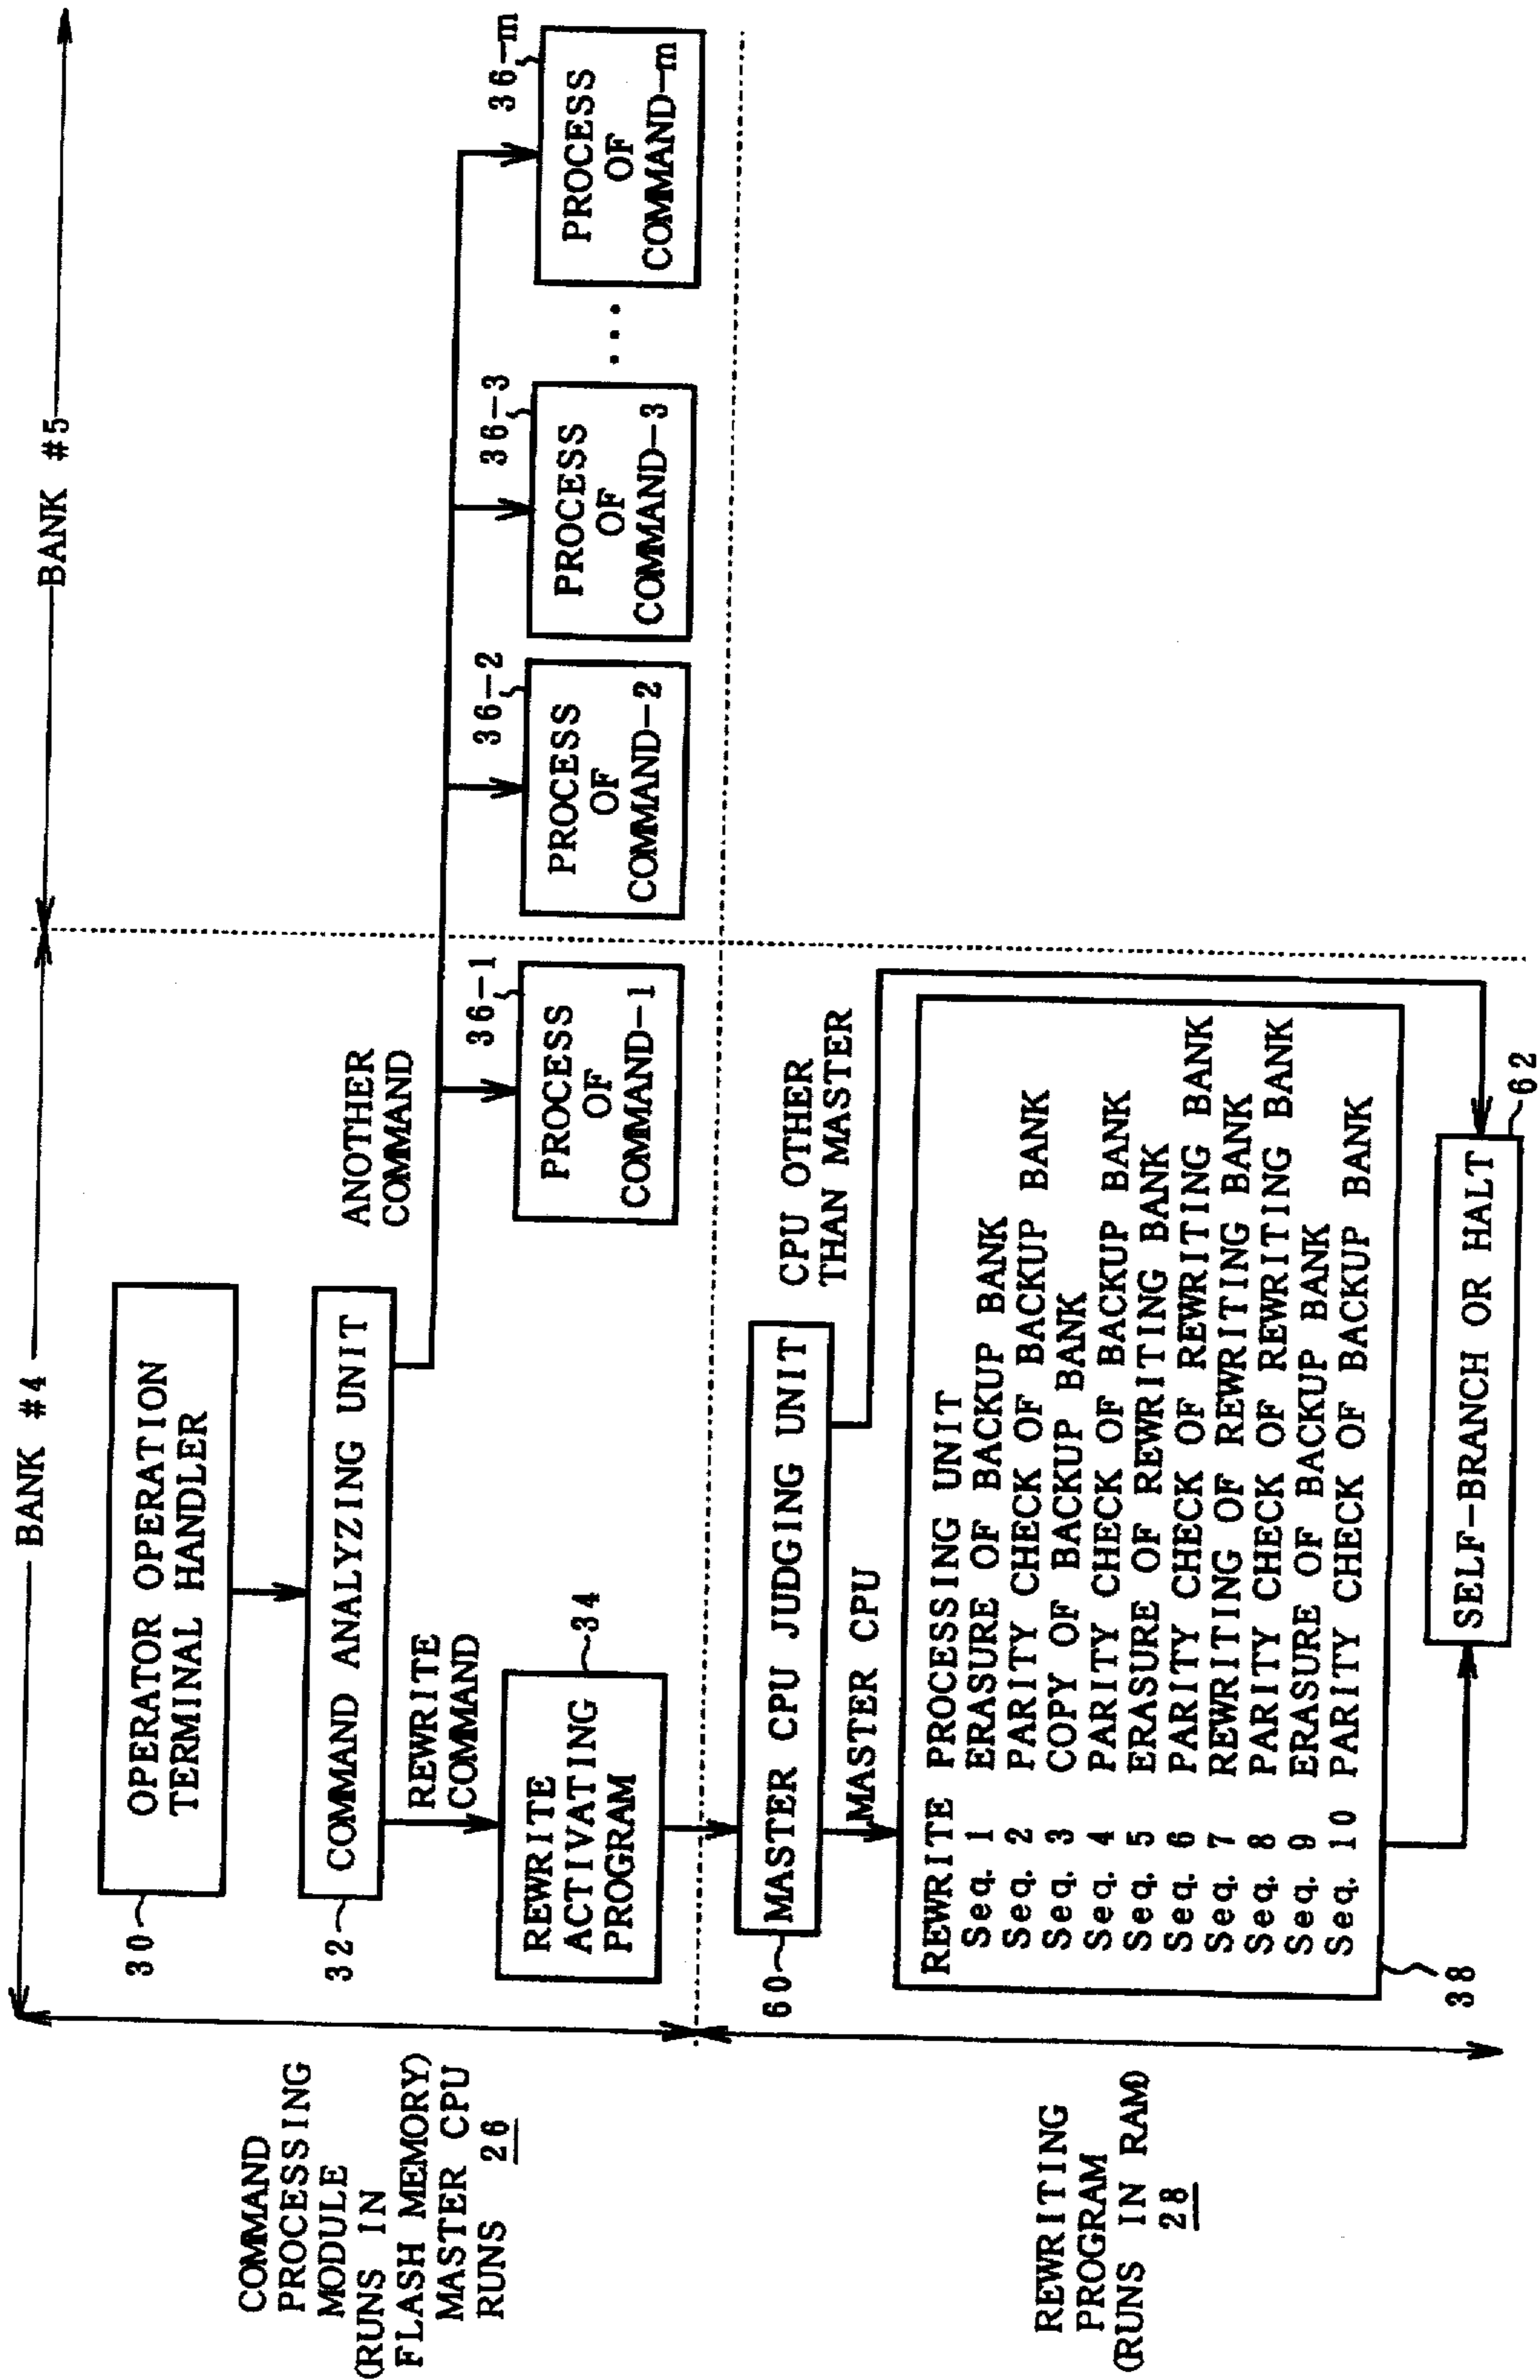 BANK #4
BANK #5
COMMAND
PROCESSING
MODULE
(RUNS IN
FLASH MEMORY)
MASTER CPU
RUNS 26
30
OPERATOR OPERATION
TERMINAL HANDLER
32
COMMAND ANALYZING UNIT
REWRITE
COMMAND
ANOTHER
COMMAND
REWRITE
ACTIVATING
PROGRAM
34
36-1
PROCESS
OF
COMMAND-1
36-2
PROCESS
OF
COMMAND-2
36-3
PROCESS
OF
COMMAND-3
...
36-m
PROCESS
OF
COMMAND-m
REWRITING
PROGRAM
(RUNS IN RAM)
28
60
MASTER CPU JUDGING UNIT
MASTER CPU
CPU OTHER
THAN MASTER
REWRITE PROCESSING UNIT
Seq. 1 ERASURE OF BACKUP BANK
Seq. 2 PARITY CHECK OF BACKUP BANK
Seq. 3 COPY OF BACKUP BANK
Seq. 4 PARITY CHECK OF BACKUP BANK
Seq. 5 ERASURE OF REWRITING BANK
Seq. 6 PARITY CHECK OF REWRITING BANK
Seq. 7 REWRITING OF REWRITING BANK
Seq. 8 PARITY CHECK OF REWRITING BANK
Seq. 9 ERASURE OF BACKUP BANK
Seq. 10 PARITY CHECK OF BACKUP BANK
38
SELF-BRANCH OR HALT
62